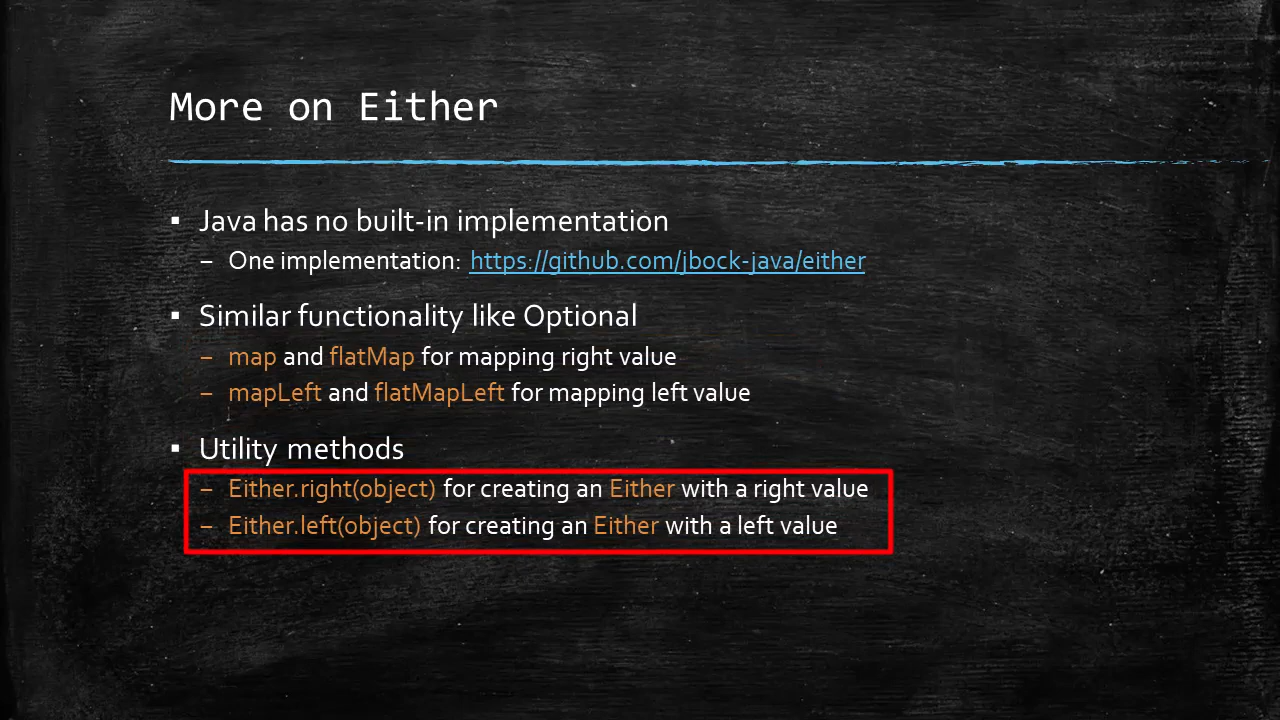 More on Either
▪ Java has no built-in implementation
– One implementation: https://github.com/jbock-java/either
▪ Similar functionality like Optional
– map and flatMap for mapping right value
– mapLeft and flatMapLeft for mapping left value
▪ Utility methods
– Either.right(object) for creating an Either with a right value
– Either.left(object) for creating an Either with a left value